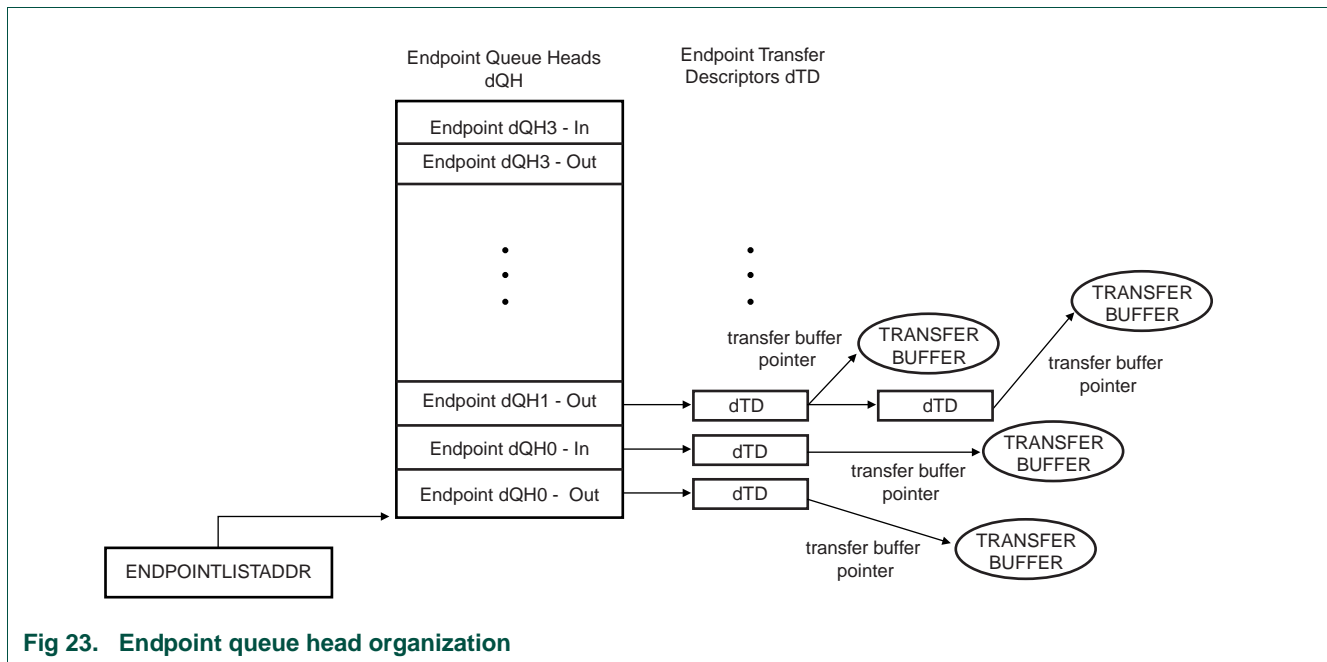 Endpoint Queue Heads
dQH
Endpoint Transfer
Descriptors dTD
Endpoint dQH3 - In
Endpoint dQH3 - Out
TRANSFER
BUFFER
transfer buffer
pointer
TRANSFER
BUFFER
transfer buffer
pointer
Endpoint dQH1 - Out
dTD
dTD
Endpoint dQH0 - In
dTD
transfer buffer
pointer
TRANSFER
BUFFER
Endpoint dQH0 - Out
dTD
transfer buffer
pointer
TRANSFER
BUFFER
ENDPOINTLISTADDR
Fig 23. Endpoint queue head organization